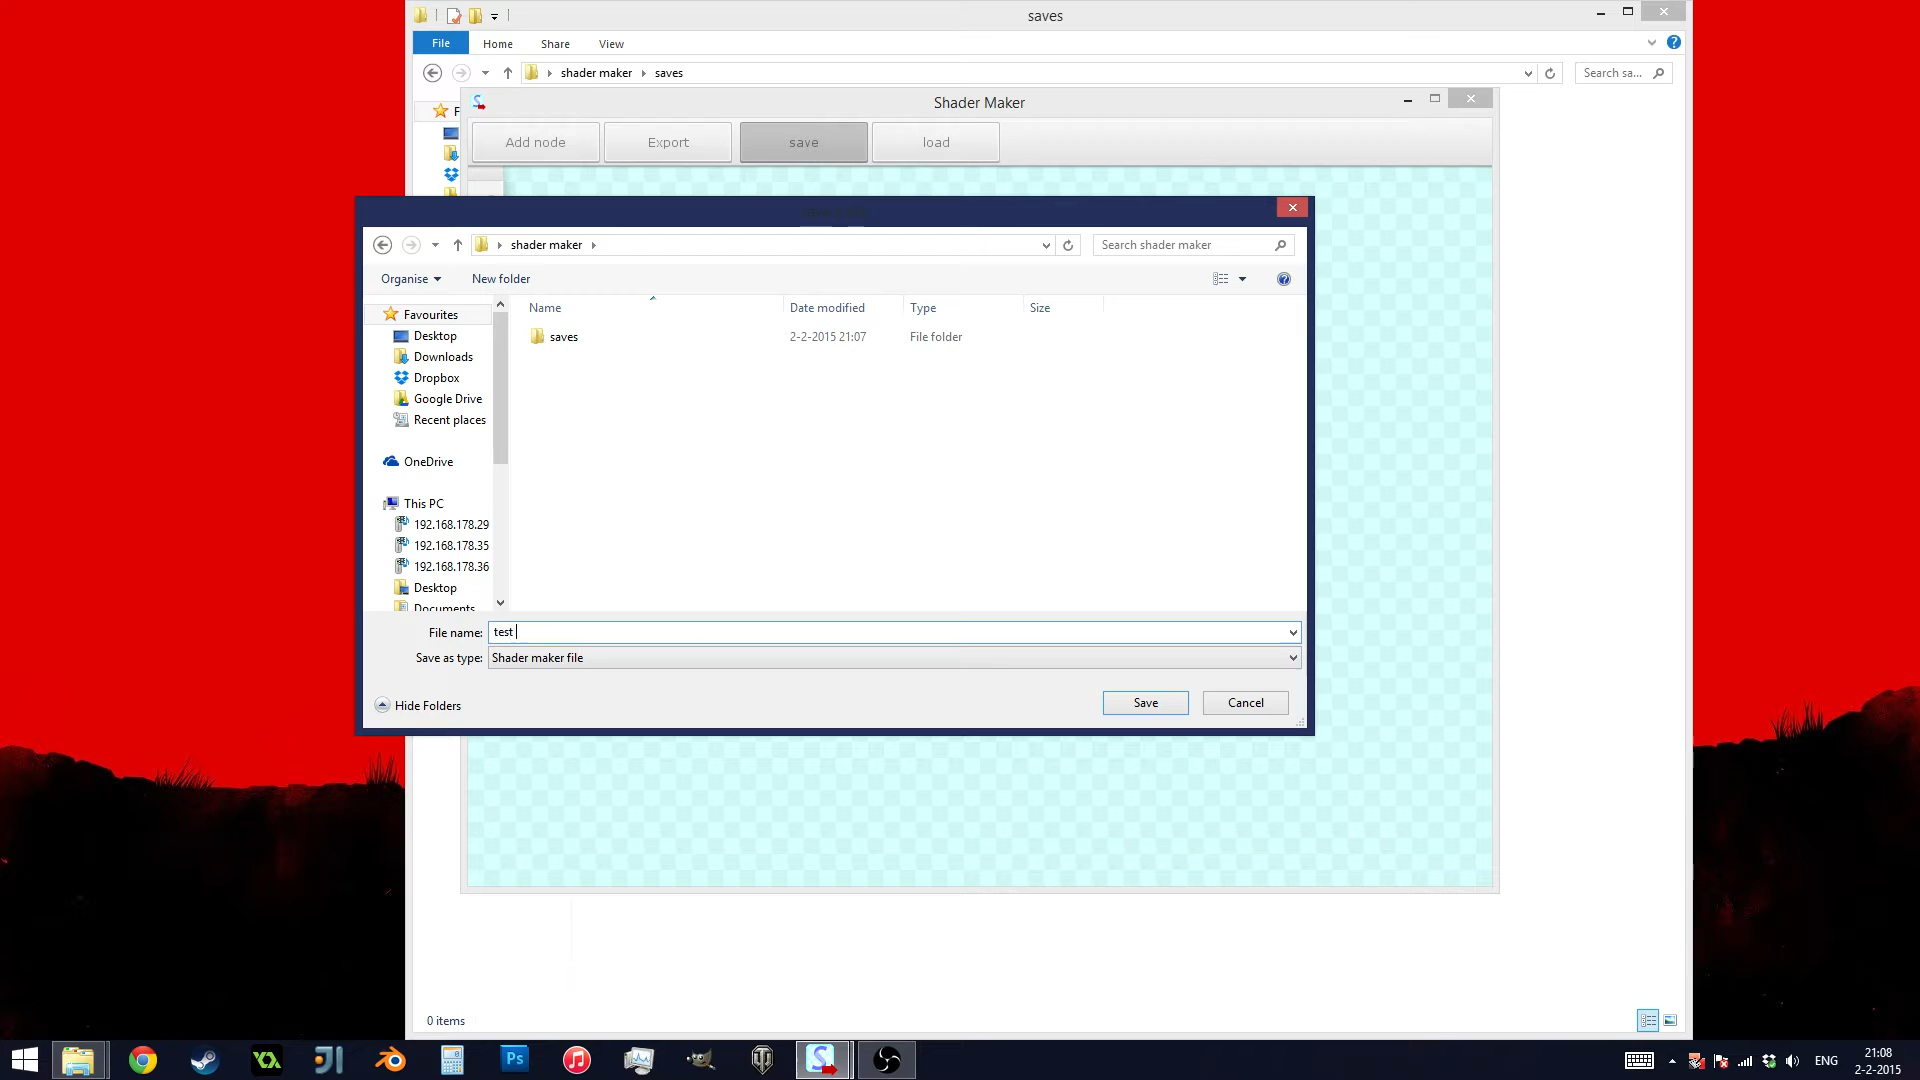 saves
File Home Share View
shader maker saves
Search sa...
F
Shader Maker
Add node Export save load
shader maker
Search shader maker
Organise New folder
Name Date modified Type Size
saves 2-2-2015 21:07 File folder
Favourites
Desktop
Downloads
Dropbox
Google Drive
Recent places
OneDrive
This PC
192.168.178.29
192.168.178.35
192.168.178.36
Desktop
Documents
File name: test
Save as type: Shader maker file
Hide Folders
Save Cancel
0 items
Ps
ENG
21:08
2-2-2015